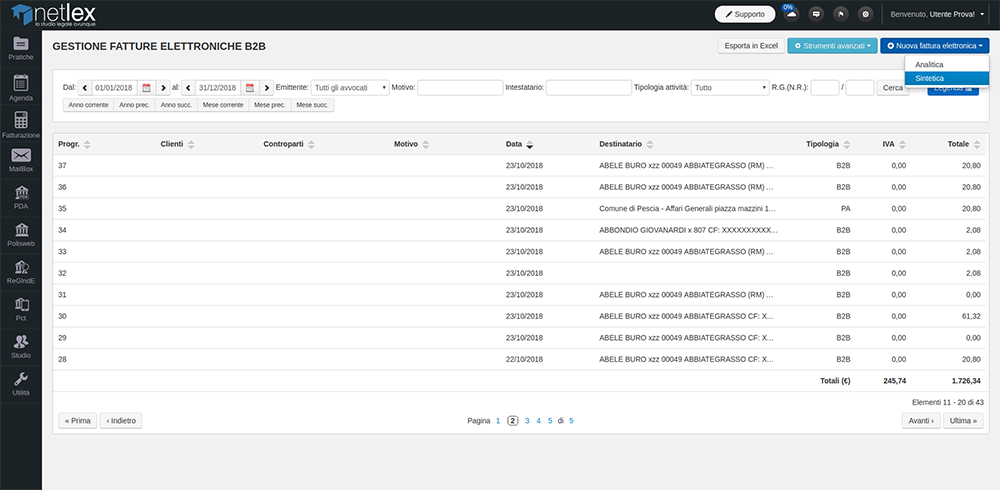 netlex
lo studio legale ovunque
Supporto
0%
Benvenuto, Utente Prova!
Pratiche
Agenda
Fatturazione
MailBox
PDA
Polisweb
ReGIndE
Pct
Studio
Utilità
GESTIONE FATTURE ELETTRONICHE B2B
Esporta in Excel
Strumenti avanzati
Nuova fattura elettronica
Analitica
Sintetica
Dal: 01/01/2018 al: 31/12/2018 Emittente: Tutti gli avvocati Motivo: Intestatario: Tipologia attività: Tutto R.G.(N.R.): / Cerca Legenda
Anno corrente Anno prec. Anno succ. Mese corrente Mese prec. Mese succ.
Progr. Clienti Controparti Motivo Data Destinatario Tipologia IVA Totale
37 23/10/2018 ABELE BURO xzz 00049 ABBIATEGRASSO (RM) ... B2B 0,00 20,80
36 23/10/2018 ABELE BURO xzz 00049 ABBIATEGRASSO (RM) ... B2B 0,00 20,80
35 23/10/2018 Comune di Pescia - Affari Generali piazza mazzini 1... PA 0,00 20,80
34 23/10/2018 ABBONDIO GIOVANARDI x 807 CF: XXXXXXXXXX... B2B 0,00 2,08
33 23/10/2018 ABELE BURO xzz 00049 ABBIATEGRASSO (RM) ... B2B 0,00 2,08
32 23/10/2018 B2B 0,00 2,08
31 23/10/2018 ABELE BURO xzz 00049 ABBIATEGRASSO (RM) ... B2B 0,00 0,00
30 23/10/2018 ABELE BURO xzz 00049 ABBIATEGRASSO CF: X... B2B 0,00 61,32
29 23/10/2018 ABELE BURO xzz 00049 ABBIATEGRASSO CF: X... B2B 0,00 0,00
28 22/10/2018 ABELE BURO xzz 00049 ABBIATEGRASSO CF: X... B2B 0,00 20,80
Totali (€) 245,74 1.726,34
Elementi 11 - 20 di 43
« Prima ‹ Indietro Pagina 1 2 3 4 5 di 5 Avanti › Ultima »